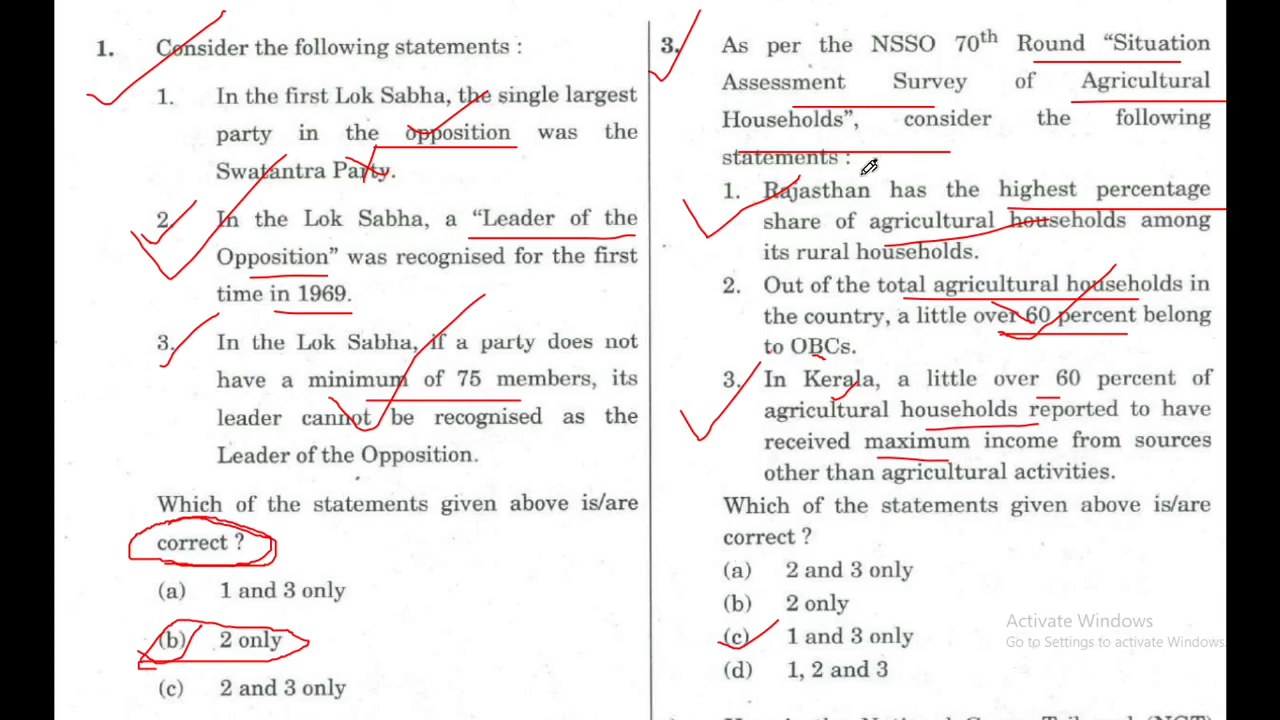 1. Consider the following statements :
1. In the first Lok Sabha, the single largest
party in the opposition was the
Swatantra Party.
2. In the Lok Sabha, a “Leader of the
Opposition” was recognised for the first
time in 1969.
3. In the Lok Sabha, if a party does not
have a minimum of 75 members, its
leader cannot be recognised as the
Leader of the Opposition.
Which of the statements given above is/are
correct ?
(a) 1 and 3 only
(b) 2 only
(c) 2 and 3 only
3. As per the NSSO 70th Round “Situation
Assessment Survey of Agricultural
Households”, consider the following
statements :
1. Rajasthan has the highest percentage
share of agricultural households among
its rural households.
2. Out of the total agricultural households in
the country, a little over 60 percent belong
to OBCs.
3. In Kerala, a little over 60 percent of
agricultural households reported to have
received maximum income from sources
other than agricultural activities.
Which of the statements given above is/are
correct ?
(a) 2 and 3 only
(b) 2 only
(c) 1 and 3 only
(d) 1, 2 and 3
Activate Windows
Go to Settings to activate Windows.